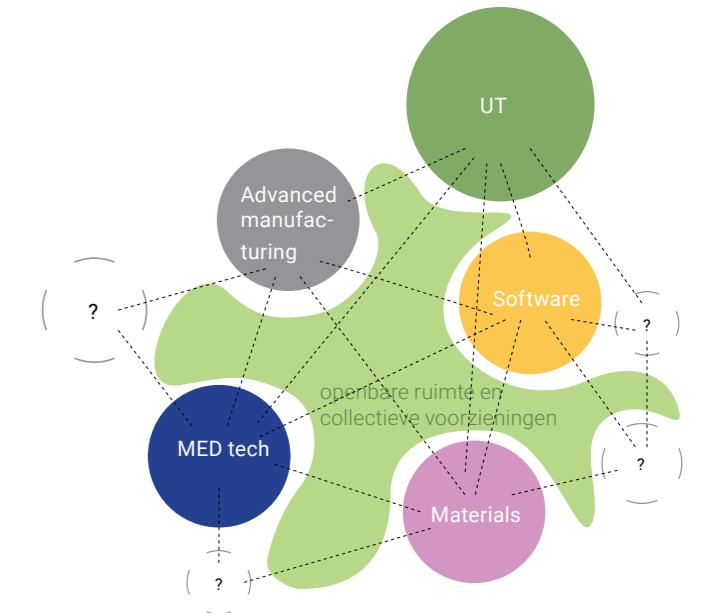 UT
Advanced
manufac-
turing
Software
?
?
openbare ruimte en
collectieve voorzieningen
MED tech
?
Materials
?